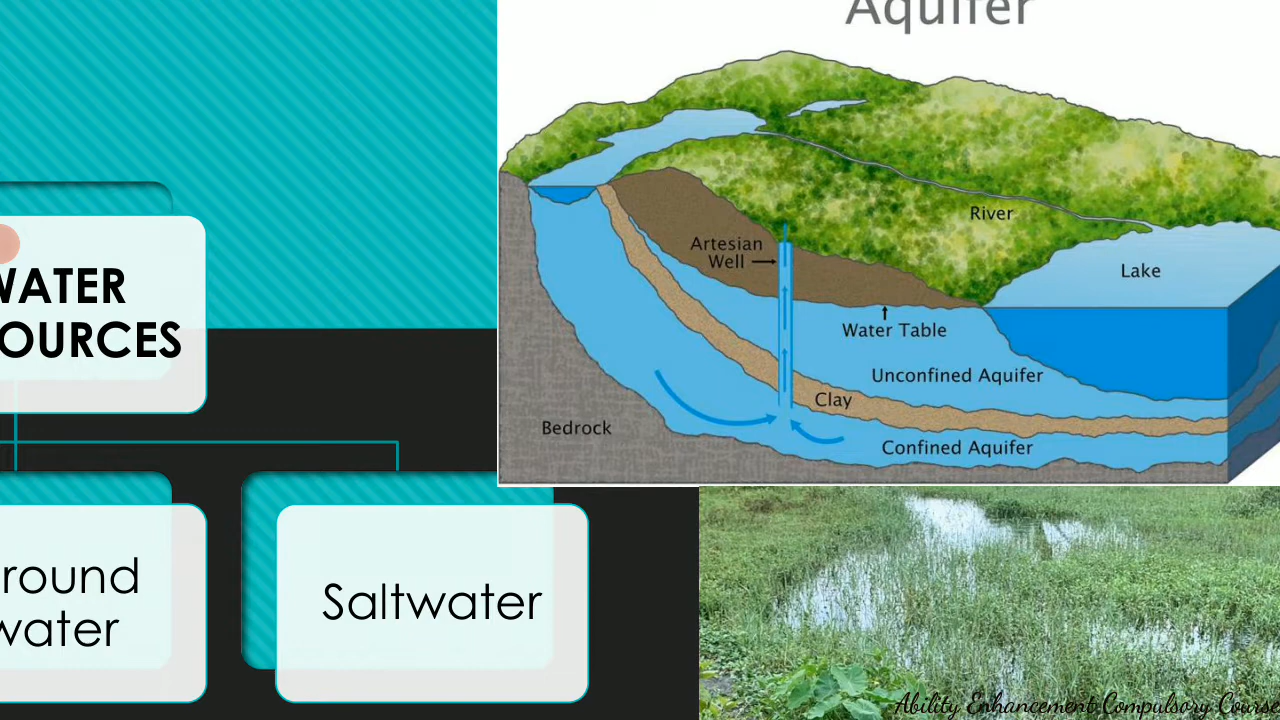 Aquifer
WATER
OURCES
River
Artesian
Well
Lake
Water Table
Unconfined Aquifer
Clay
Bedrock
Confined Aquifer
round
water
Saltwater
Ability Enhancement Compulsory Course